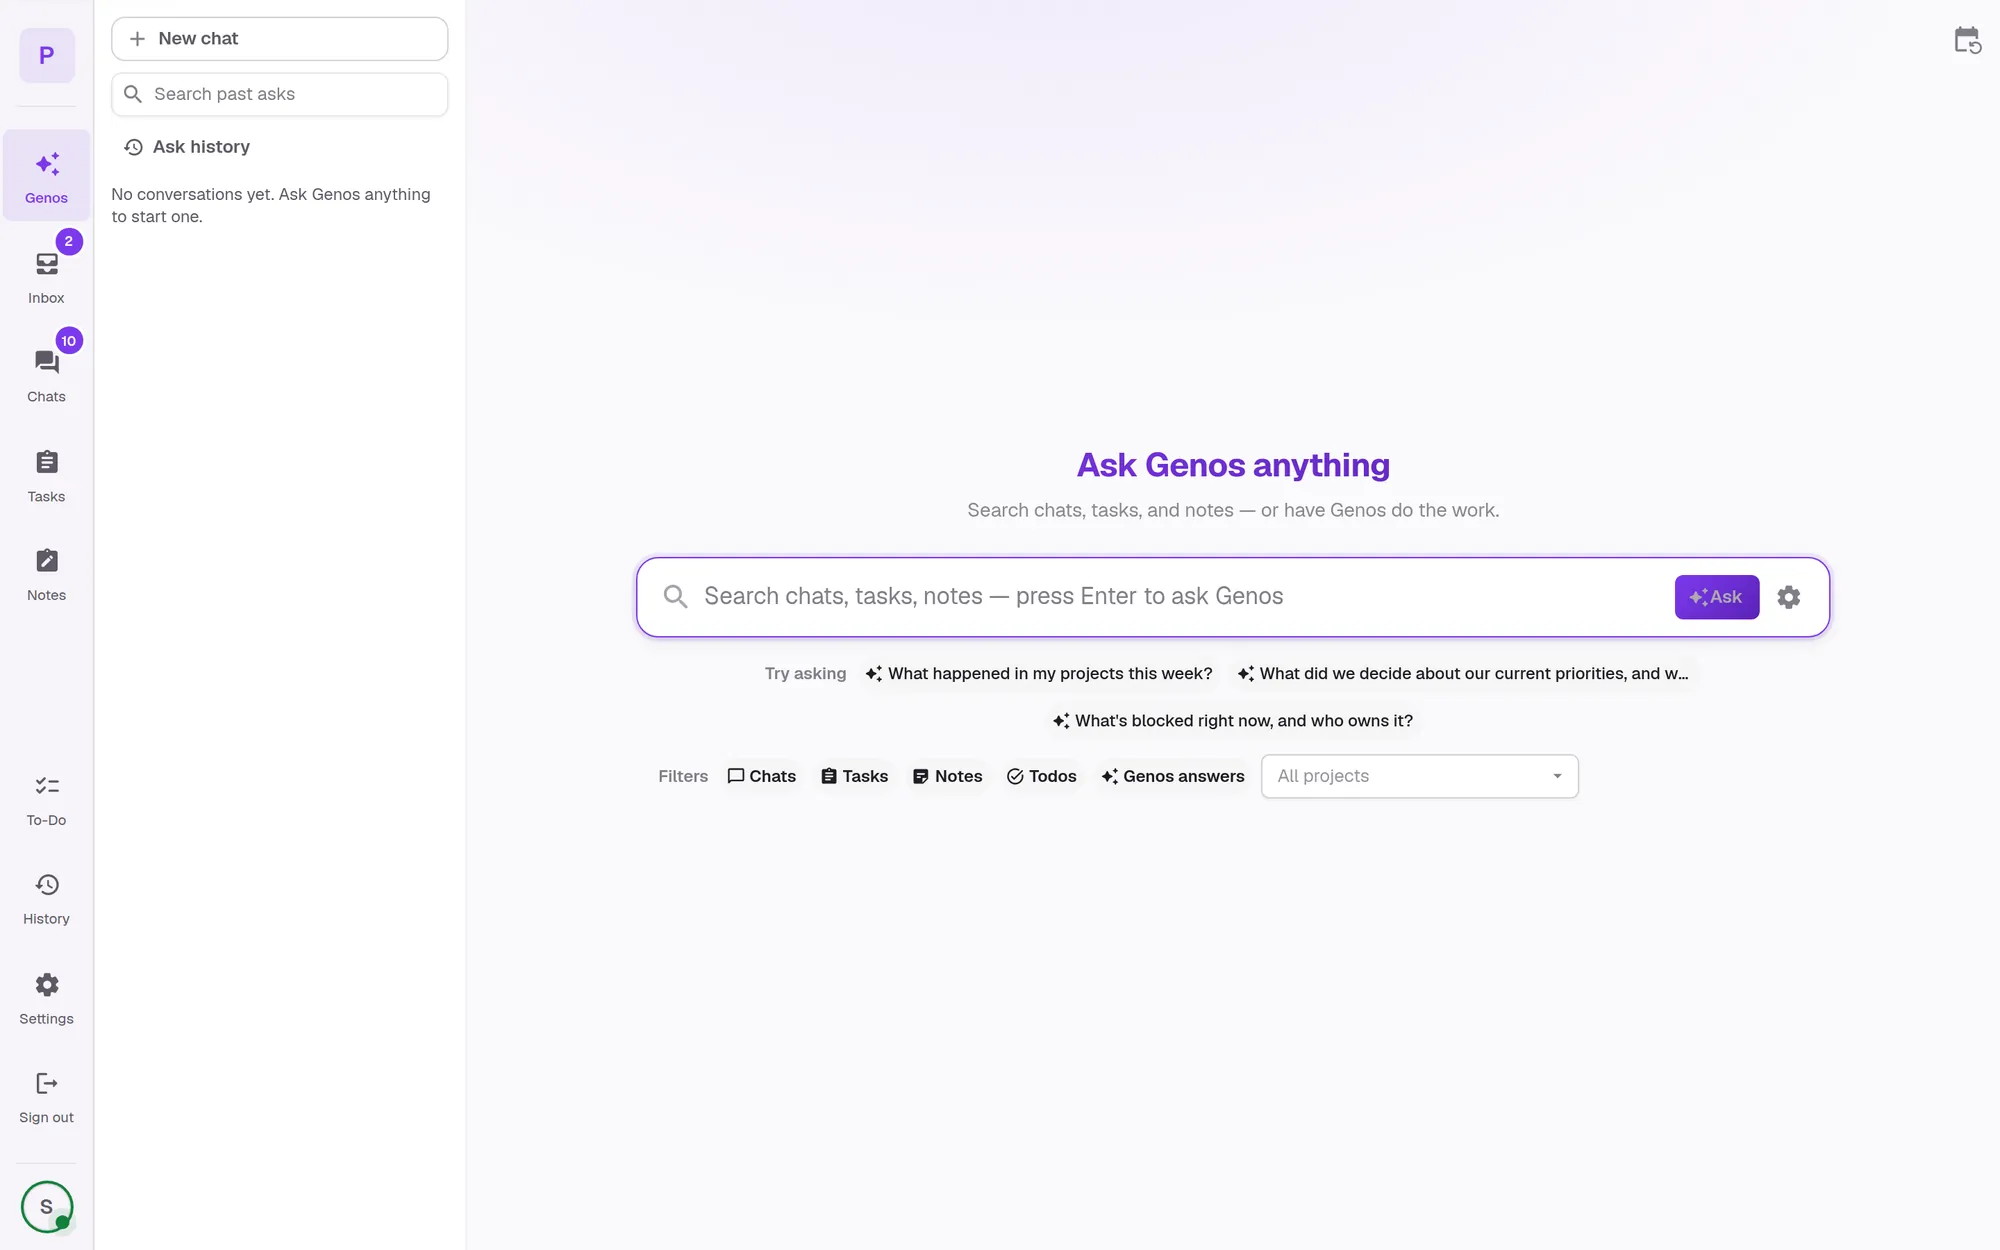 P
Genos
2
Inbox
10
Chats
Tasks
Notes
To-Do
History
Settings
Sign out
S
New chat
Search past asks
Ask history
No conversations yet. Ask Genos anything
to start one.
Ask Genos anything
Search chats, tasks, and notes — or have Genos do the work.
Search chats, tasks, notes — press Enter to ask Genos
Ask
Try asking
What happened in my projects this week?
What did we decide about our current priorities, and w...
What's blocked right now, and who owns it?
Filters
Chats
Tasks
Notes
Todos
Genos answers
All projects